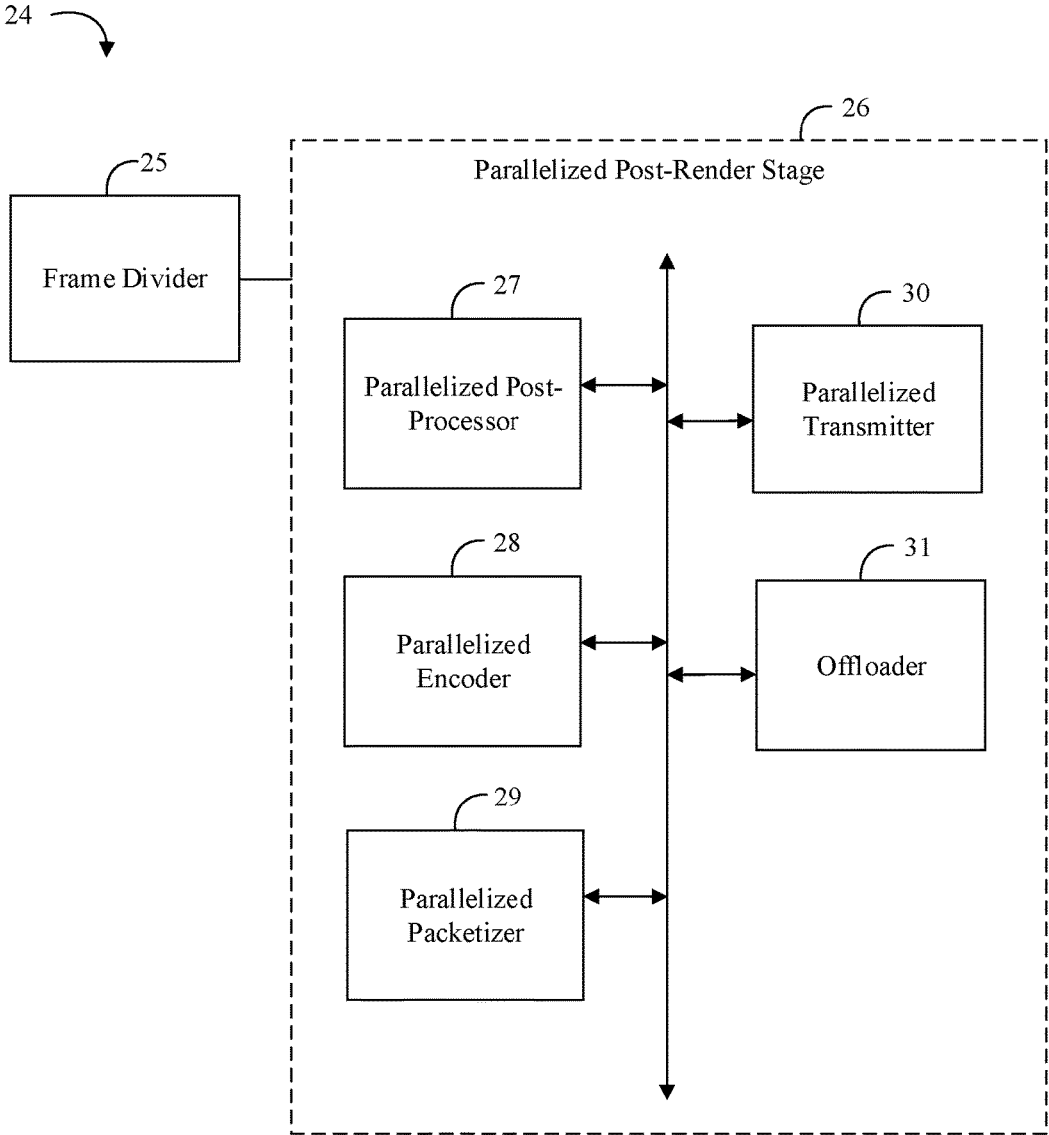 24
26
Parallelized Post-Render Stage
25
Frame Divider
27
Parallelized Post-
Processor
30
Parallelized
Transmitter
28
Parallelized
Encoder
31
Offloader
29
Parallelized
Packetizer